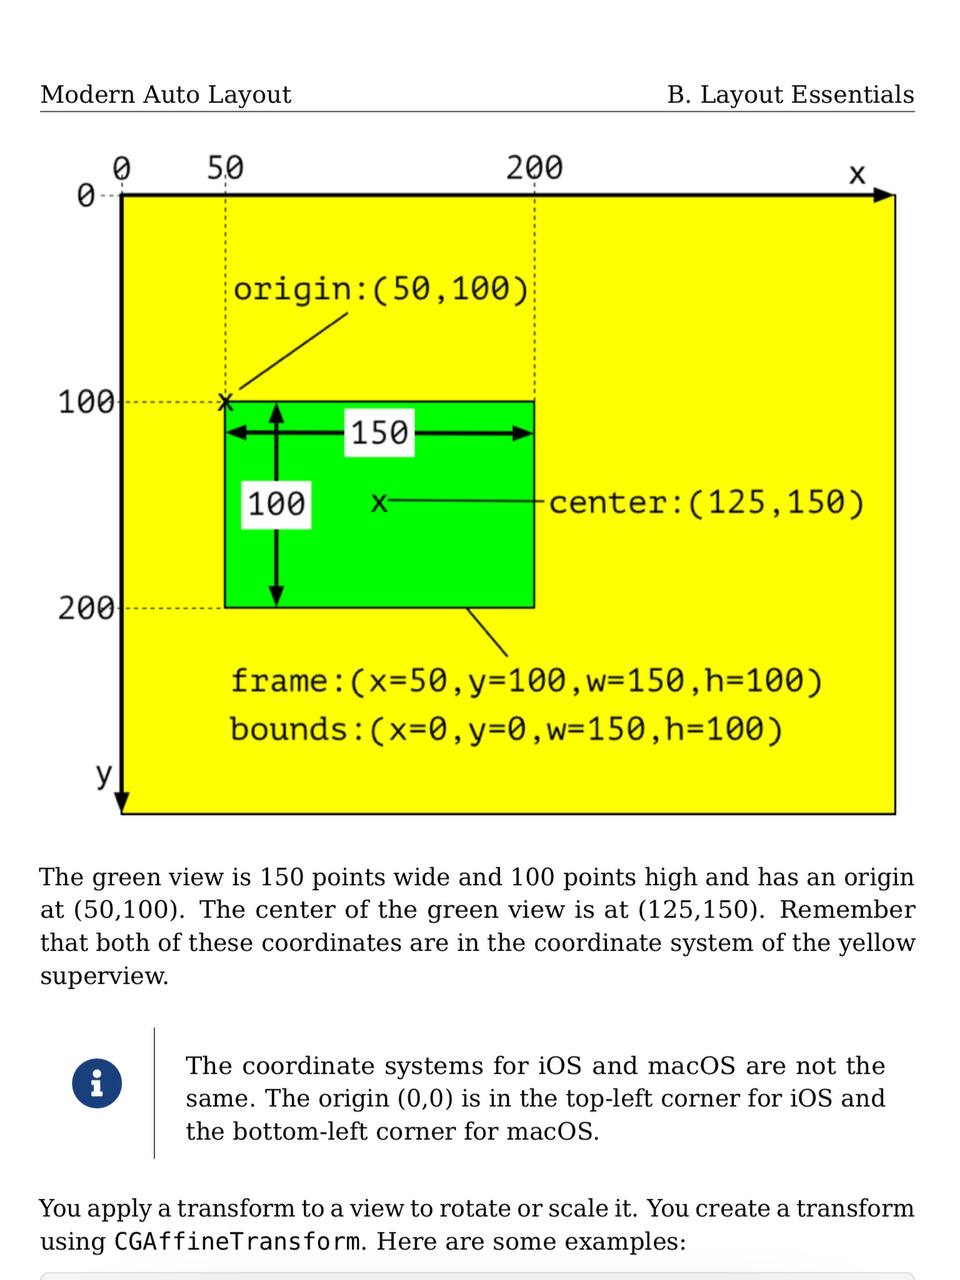 Modern Auto Layout B. Layout Essentials
0 50 200 x
0
origin:(50,100)
100 x
150
100 x center:(125,150)
200
frame:(x=50,y=100,w=150,h=100)
bounds:(x=0,y=0,w=150,h=100)
y
The green view is 150 points wide and 100 points high and has an origin
at (50,100). The center of the green view is at (125,150). Remember
that both of these coordinates are in the coordinate system of the yellow
superview.
i
The coordinate systems for iOS and macOS are not the
same. The origin (0,0) is in the top-left corner for iOS and
the bottom-left corner for macOS.
You apply a transform to a view to rotate or scale it. You create a transform
using CGAffineTransform. Here are some examples: